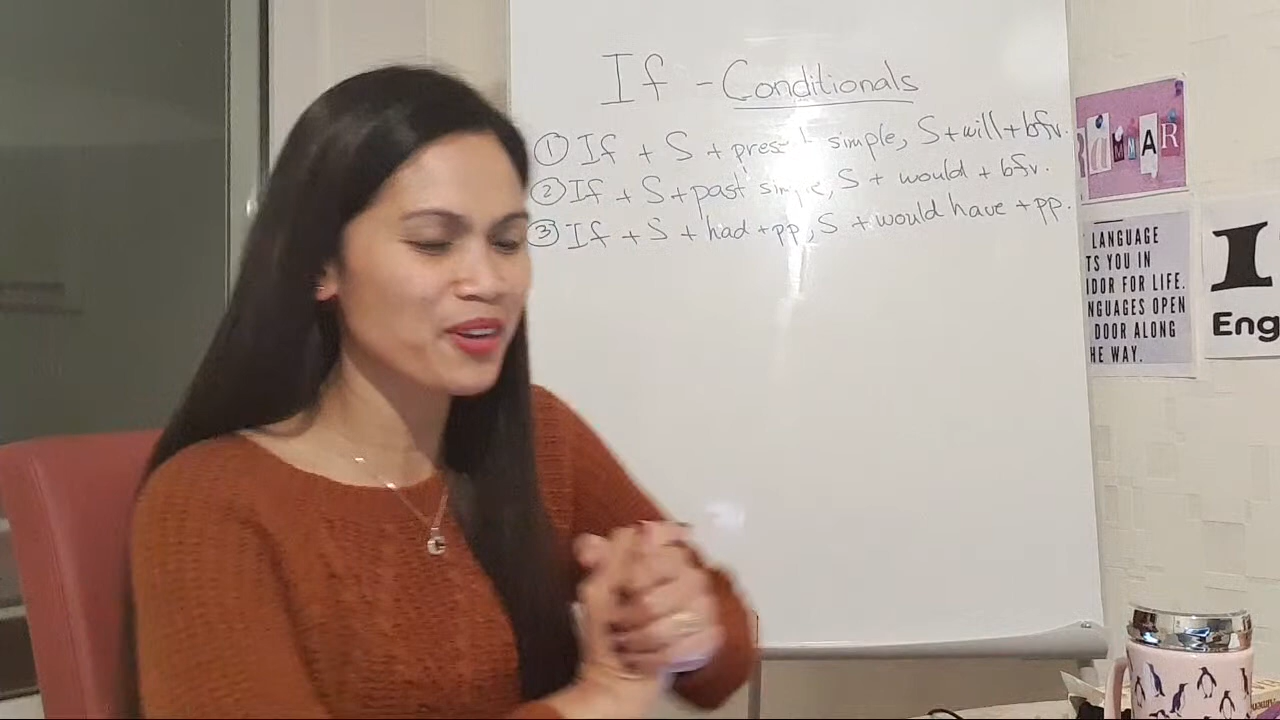 If - Conditionals
① If + S + present simple, S + will + bfv.
② If + S + past simple, S + would + bfv.
③ If + S + had + pp, S + would have + pp.
LANGUAGE
TS YOU IN
IDOR FOR LIFE.
NGUAGES OPEN
DOOR ALONG
HE WAY.
I
Eng